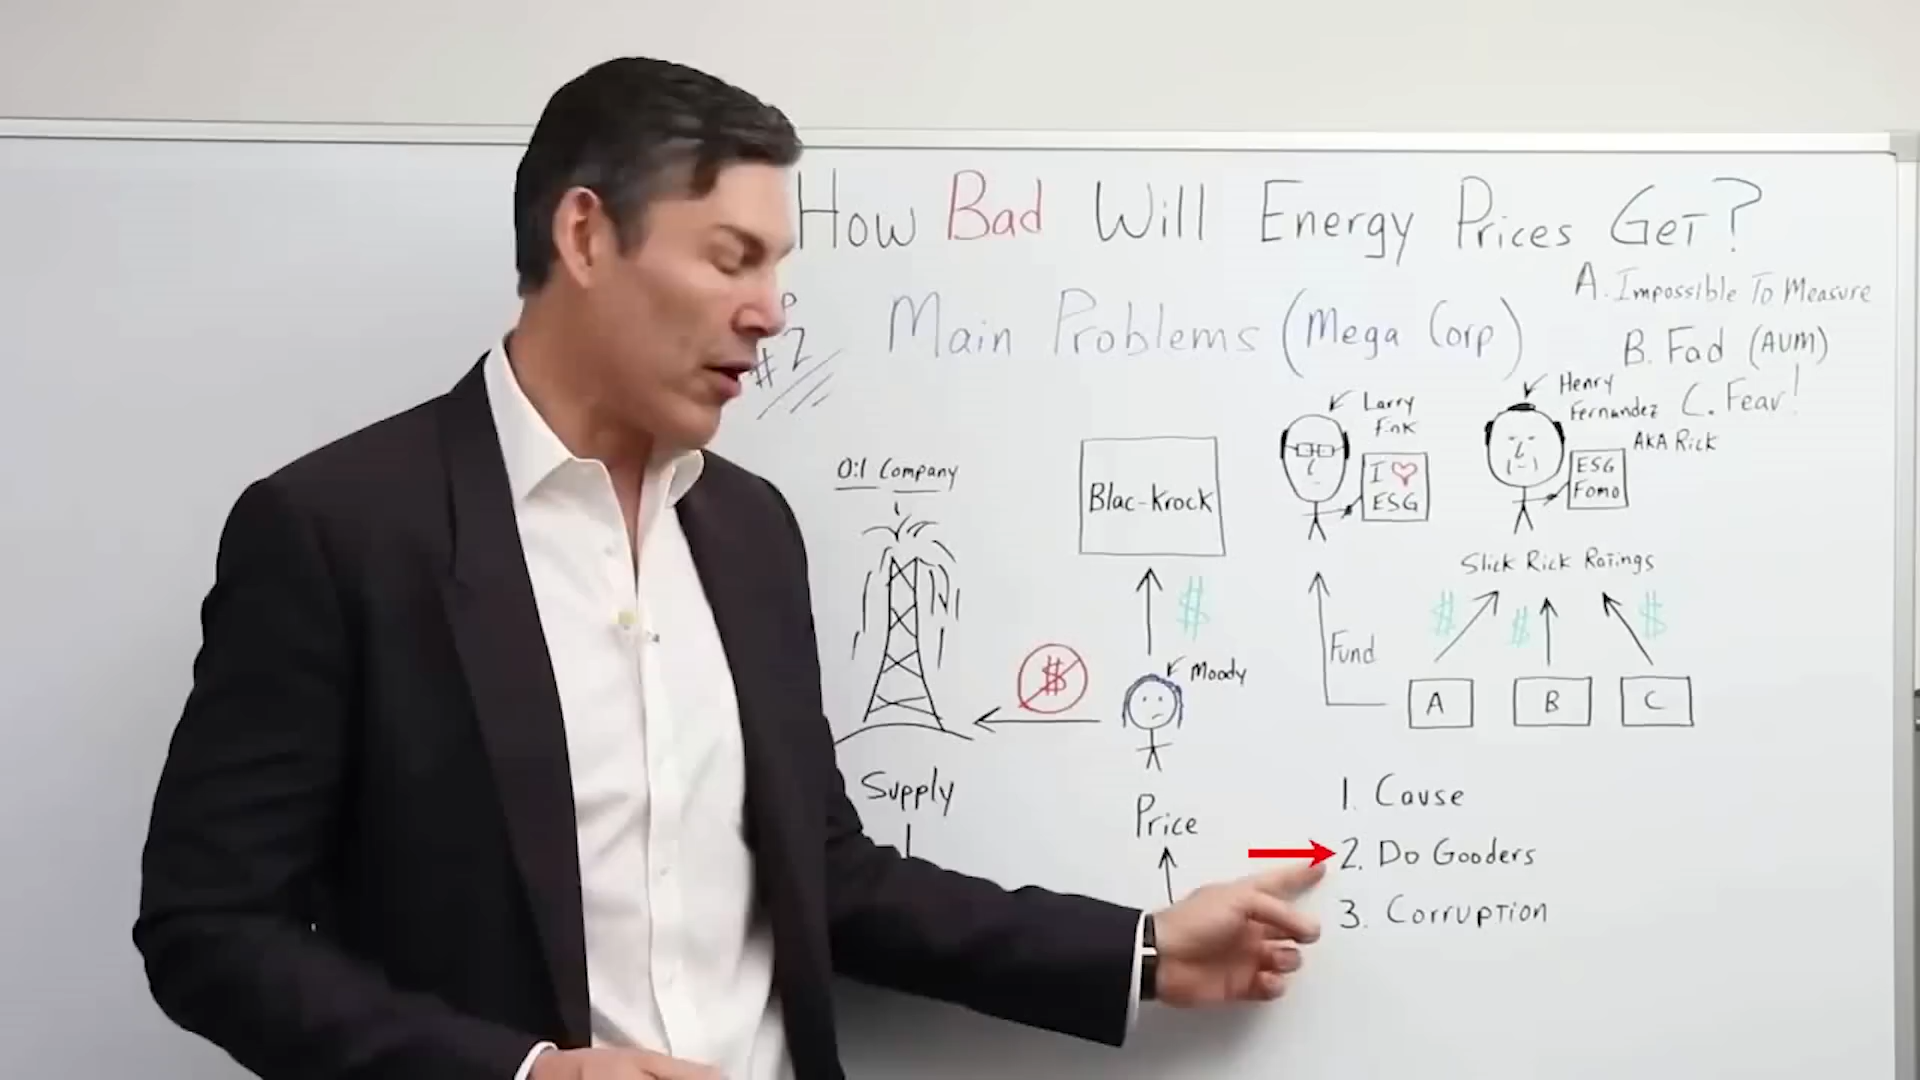 How Bad Will Energy Prices Get?
A. Impossible To Measure
Main Problems (Mega Corp)
B. Fad (AUM)
C. Fear!
#2
Larry
Fink
Henry
Fernandez
AKA Rick
Oil Company
Blac-Krock
I ♥
ESG
ESG
Fomo
Slick Rick Ratings
$
$ $ $
$
Moody
Fund
A B C
Supply
Price
1. Cause
2. Do Gooders
3. Corruption